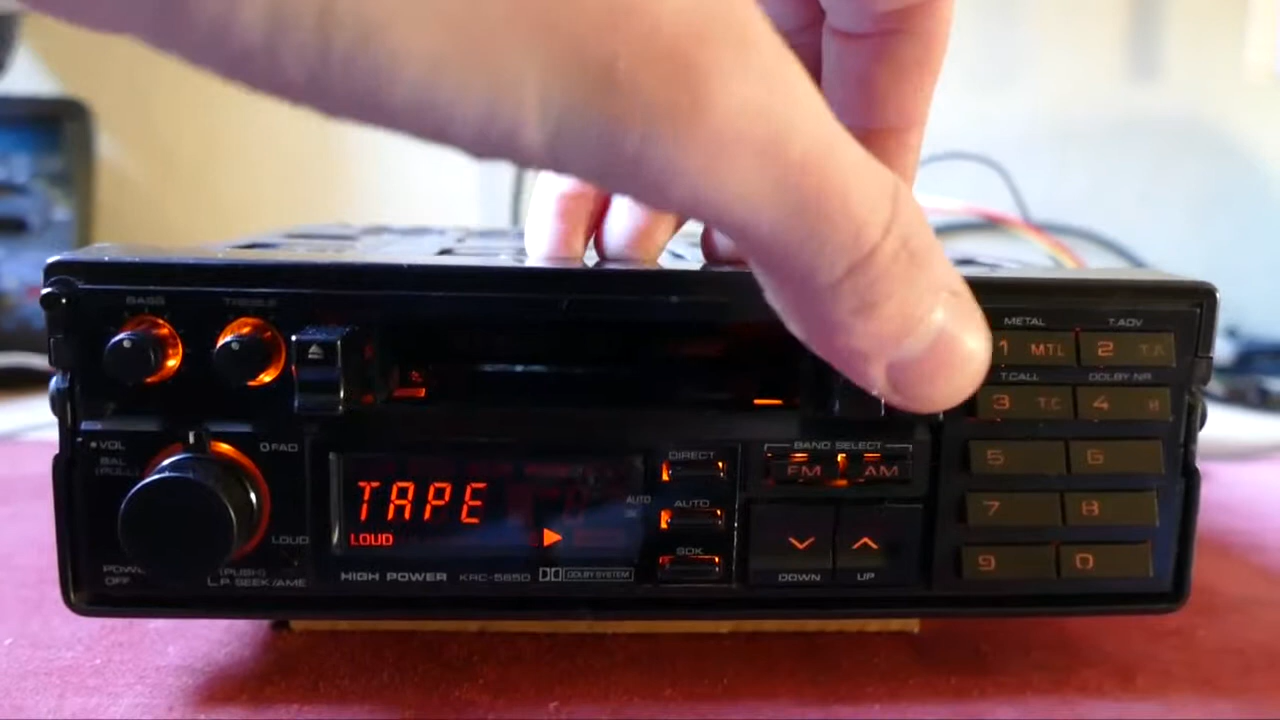 BASS
TREBLE
METAL
T.ADV
1 MTL
2 T.A
T.CALL
DOLBY NR
3 T.C
4
VOL
BAL
(PULL)
FAD
DIRECT
BAND SELECT
FM
AM
5
6
TAPE
AUTO
AUTO
7
8
LOUD
LOUD
SDK
9
0
POWER
OFF
(PUSH)
L.P. SEEK/AME
HIGH POWER
KRC-565D
DOLBY SYSTEM
DOWN
UP